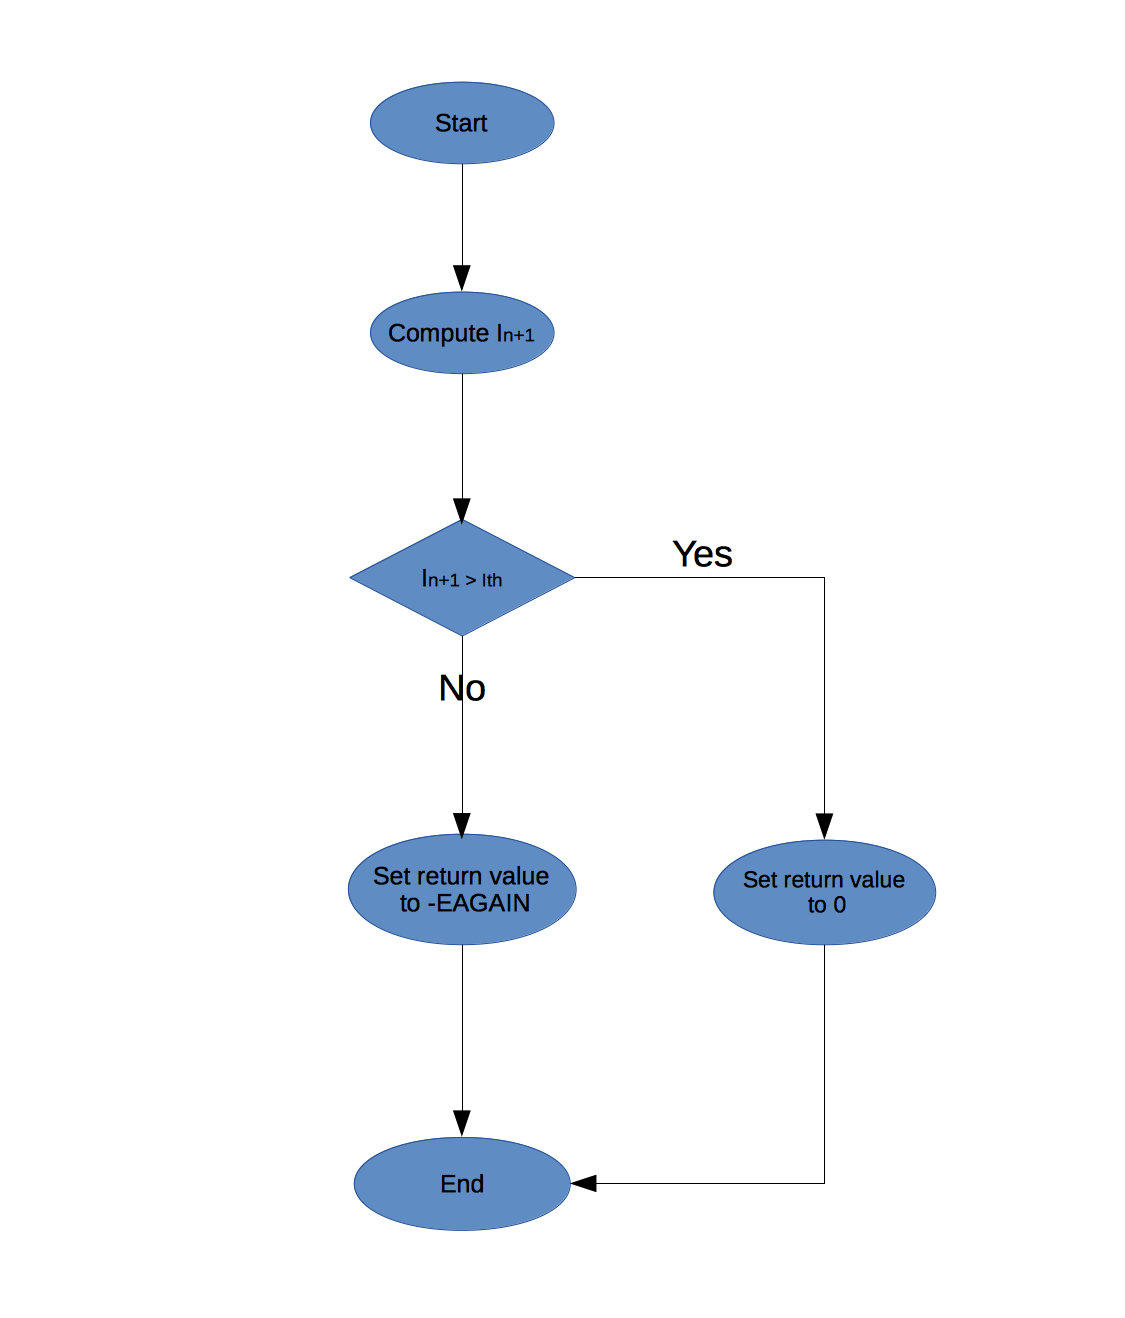 Start
Compute In+1
In+1 > Ith
Yes
No
Set return value
to -EAGAIN
Set return value
to 0
End